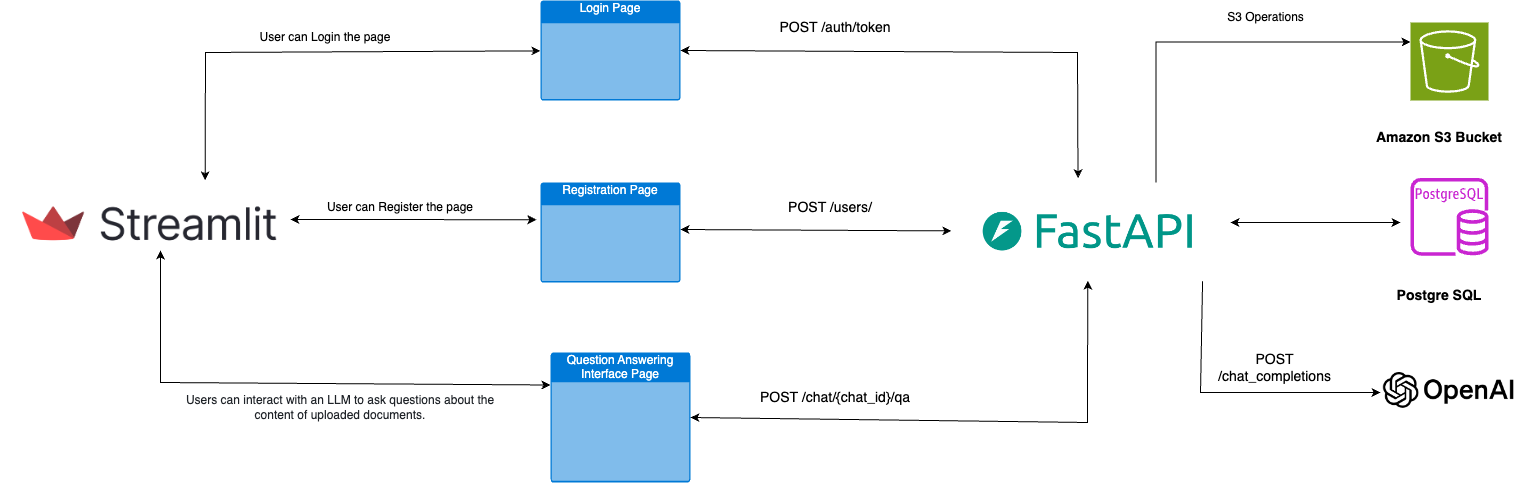 Login Page
S3 Operations
User can Login the page
POST /auth/token
Amazon S3 Bucket
Registration Page
PostgreSQL
User can Register the page
POST /users/
Streamlit
FastAPI
Postgre SQL
Question Answering
Interface Page
POST
/chat_completions
OpenAI
Users can interact with an LLM to ask questions about the
content of uploaded documents.
POST /chat/{chat_id}/qa